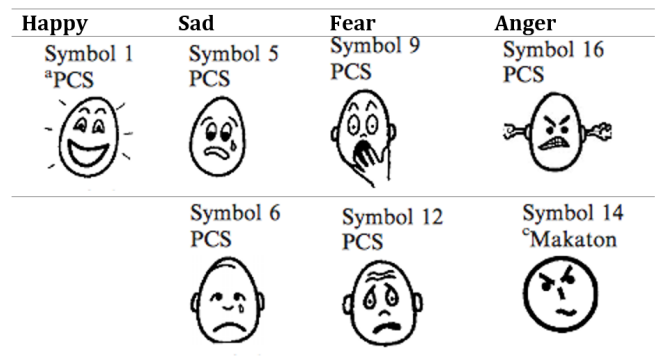 Happy Sad Fear Anger
Symbol 1 Symbol 5 Symbol 9 Symbol 16
aPCS PCS PCS PCS
Symbol 6 Symbol 12 Symbol 14
PCS PCS cMakaton